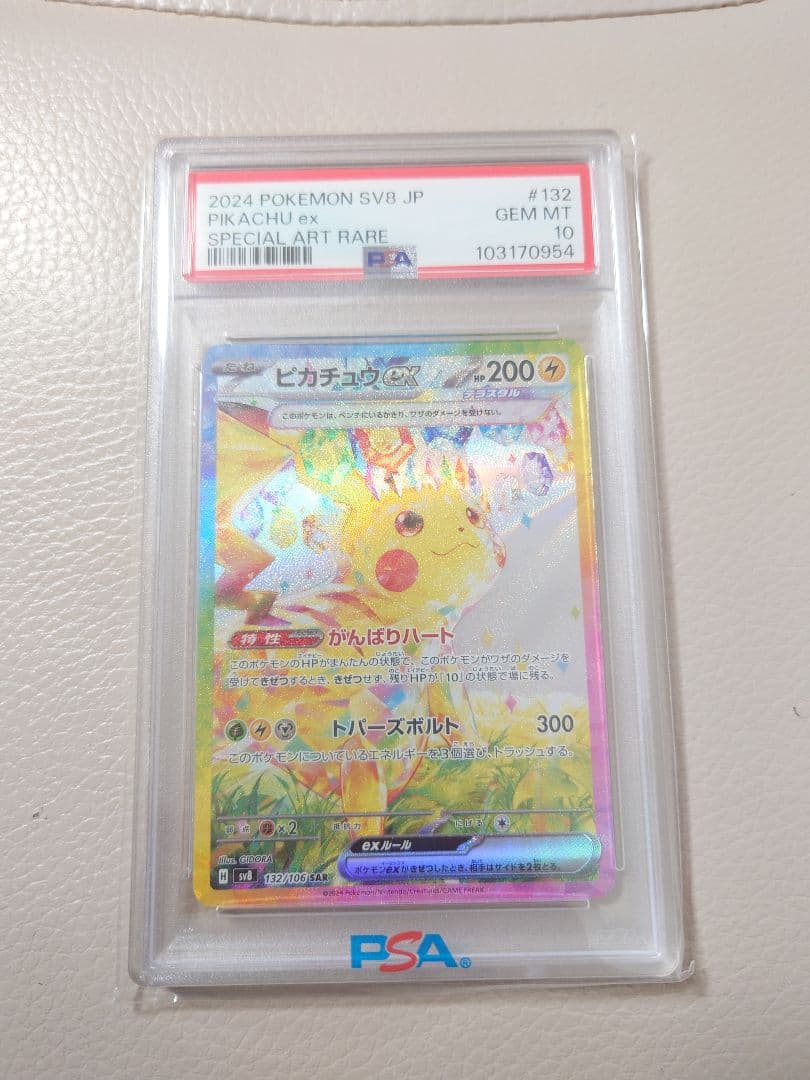 2024 POKEMON SV8 JP #132
PIKACHU ex GEM MT
SPECIAL ART RARE 10
PSA 103170954
たね ピカチュウex HP 200
テラスタル
このポケモンは、ベンチにいるかぎり、ワザのダメージを受けない。
特性 がんばりハート
このポケモンのHPがまんたんの状態で、このポケモンがワザのダメージを
受けてきぜつするとき、きぜつせず、残りHPが「10」の状態で場に残る。
トパーズボルト 300
このポケモンについているエネルギーを3個選び、トラッシュする。
弱点 ×2 抵抗力 にげる
exルール
ポケモンexがきぜつしたとき、相手はサイドを2枚とる。
Illus. GIDORA
H sv8 132/106 SAR
©2024 Pokémon/Nintendo/Creatures/GAME FREAK
PSA®